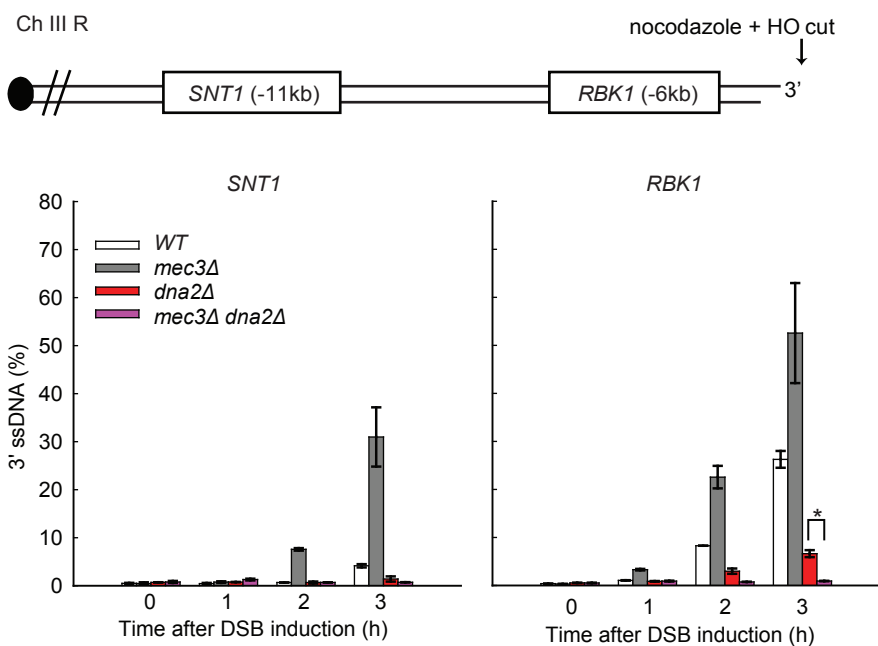 Ch III R
nocodazole + HO cut
SNT1 (-11kb)
RBK1 (-6kb)
3’
SNT1
RBK1
80
70
60
50
40
30
20
10
0
3' ssDNA (%)
WT
mec3Δ
dna2Δ
mec3Δ dna2Δ
*
0 1 2 3
0 1 2 3
Time after DSB induction (h)
Time after DSB induction (h)